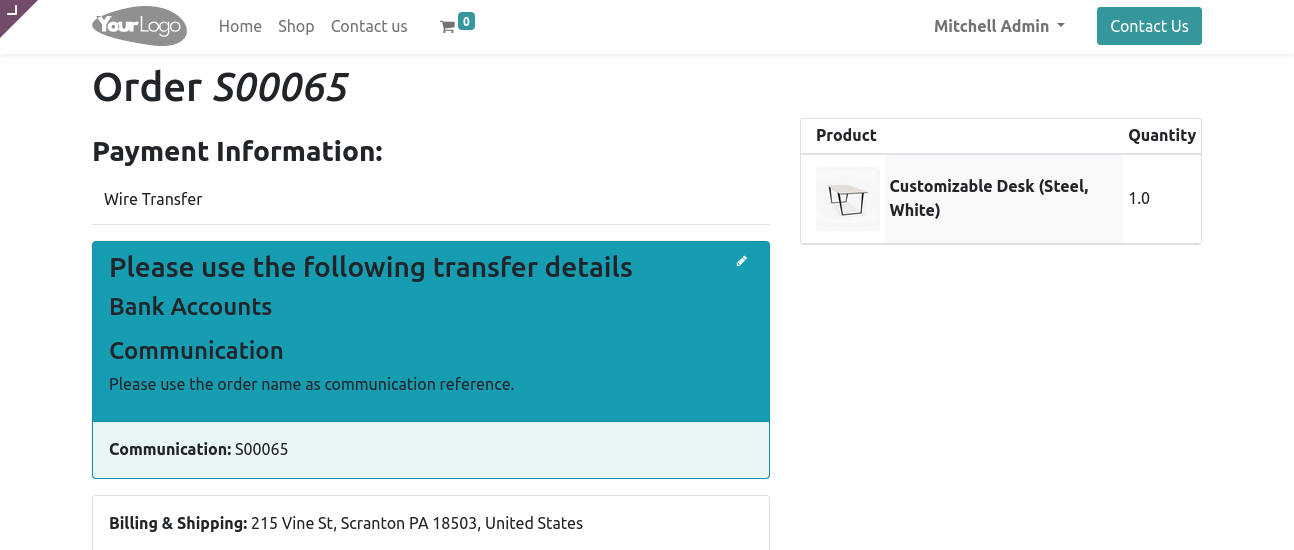 YourLogo
Home Shop Contact us 0 Mitchell Admin Contact Us
Order S00065
Payment Information:
Wire Transfer
Please use the following transfer details
Bank Accounts
Communication
Please use the order name as communication reference.
Communication: S00065
Billing & Shipping: 215 Vine St, Scranton PA 18503, United States
Product Quantity
Customizable Desk (Steel,
White)
1.0